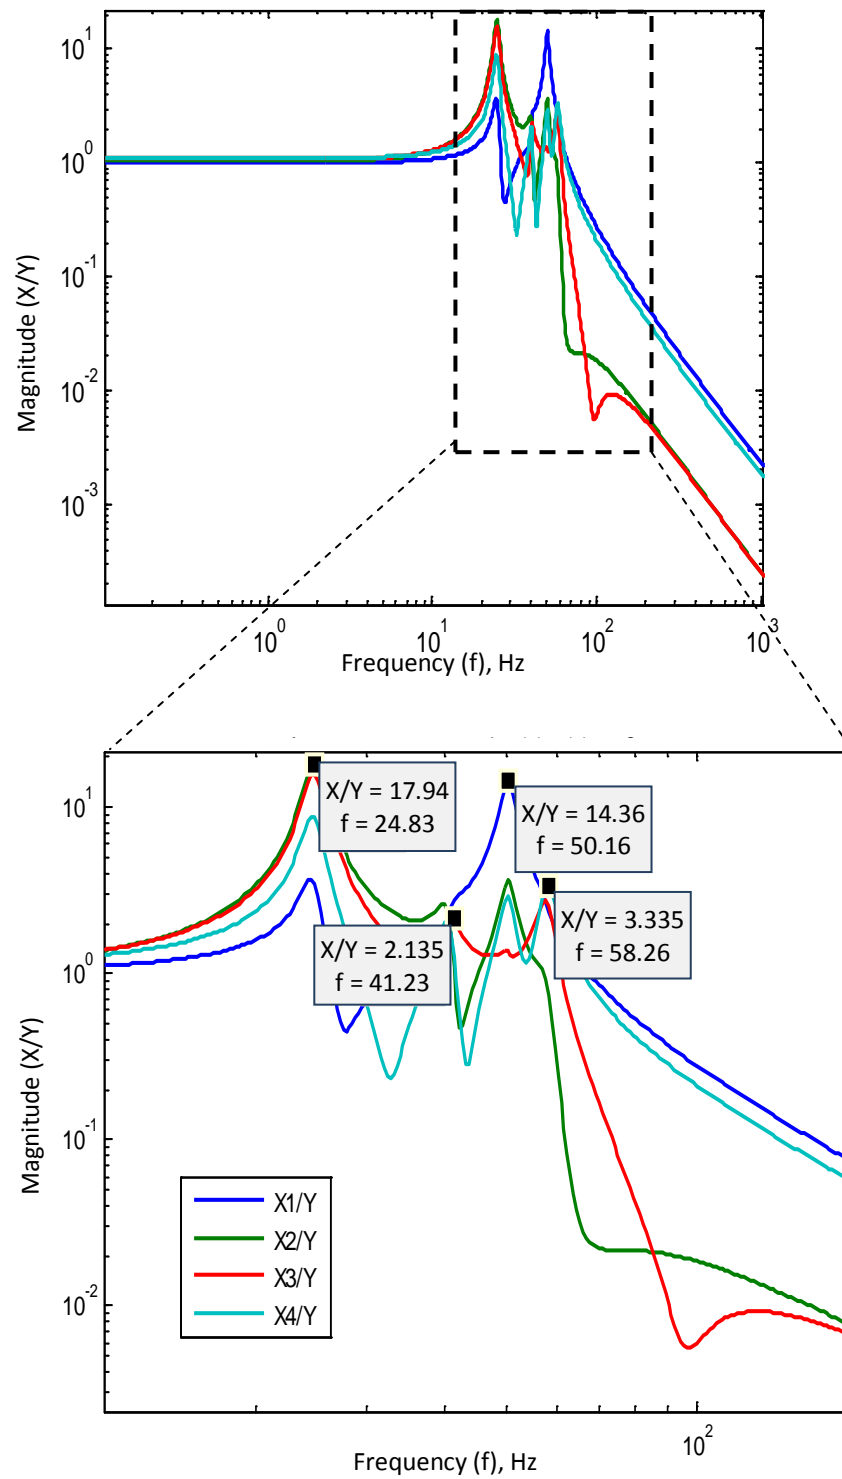 10^1
10^0
10^-1
10^-2
10^-3
Magnitude (X/Y)
10^0
10^1
10^2
10^3
Frequency (f), Hz
10^1
10^0
10^-1
10^-2
Magnitude (X/Y)
X/Y = 17.94
f = 24.83
X/Y = 14.36
f = 50.16
X/Y = 2.135
f = 41.23
X/Y = 3.335
f = 58.26
X1/Y
X2/Y
X3/Y
X4/Y
10^2
Frequency (f), Hz